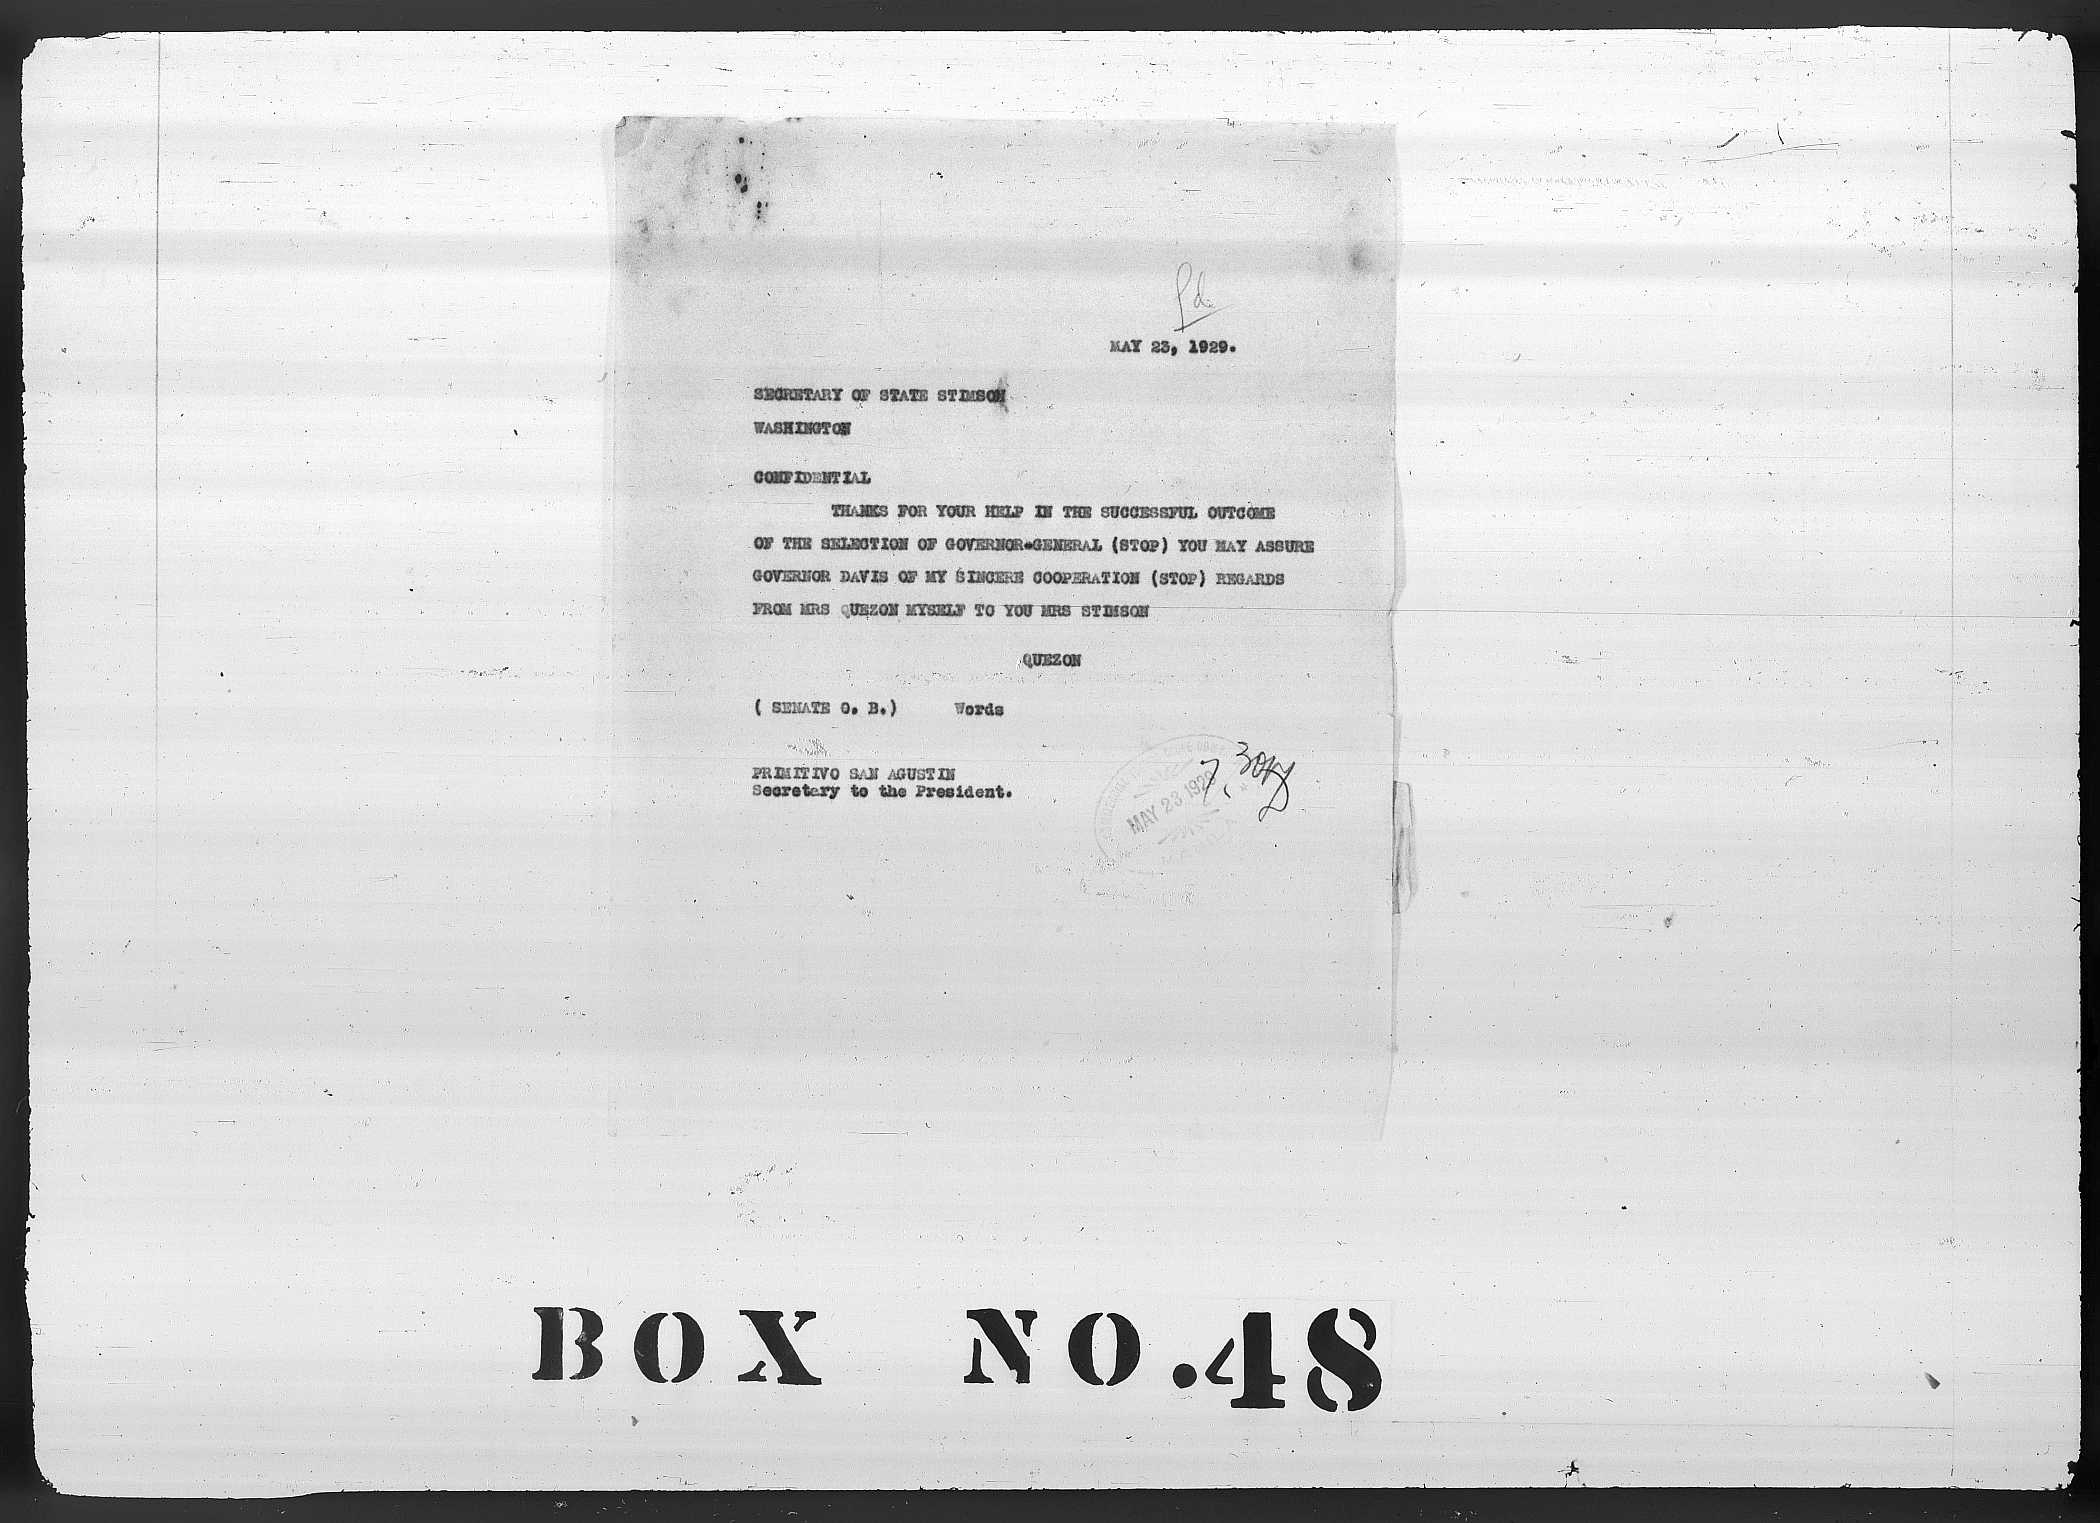 Pd.
MAY 23, 1929.
SECRETARY OF STATE STIMSON
WASHINGTON
CONFIDENTIAL
THANKS FOR YOUR HELP IN THE SUCCESSFUL OUTCOME
OF THE SELECTION OF GOVERNOR-GENERAL (STOP) YOU MAY ASSURE
GOVERNOR DAVIS OF MY SINCERE COOPERATION (STOP) REGARDS
FROM MRS QUEZON MYSELF TO YOU MRS STIMSON
QUEZON
( SENATE O. B.) Words
PRIMITIVO SAN AGUSTIN
Secretary to the President.
MAY 23 1929
MANILA
BOX NO.48